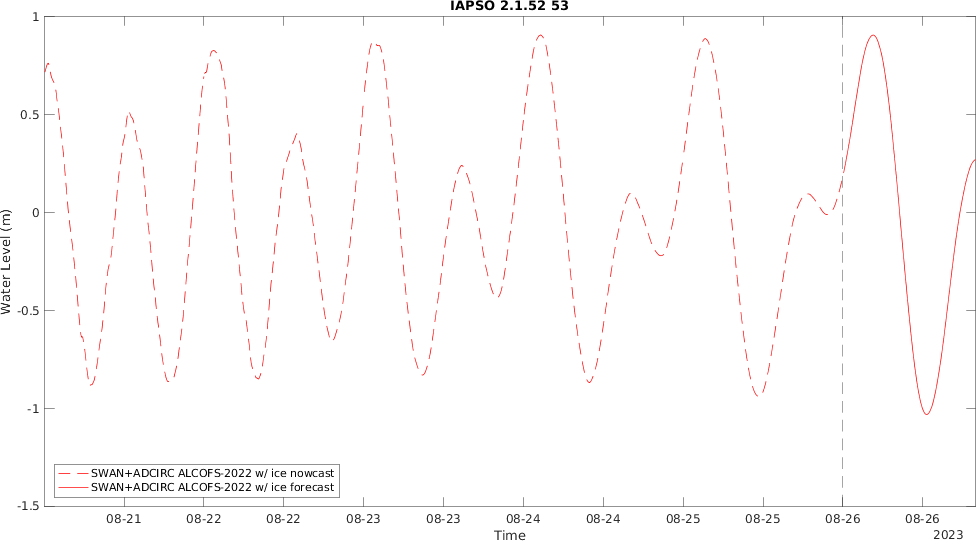 IAPSO 2.1.52 53
1
0.5
0
-0.5
-1
-1.5
Water Level (m)
SWAN+ADCIRC ALCOFS-2022 w/ ice nowcast
SWAN+ADCIRC ALCOFS-2022 w/ ice forecast
08-21 08-22 08-22 08-23 08-23 08-24 08-24 08-25 08-25 08-26 08-26
Time
2023